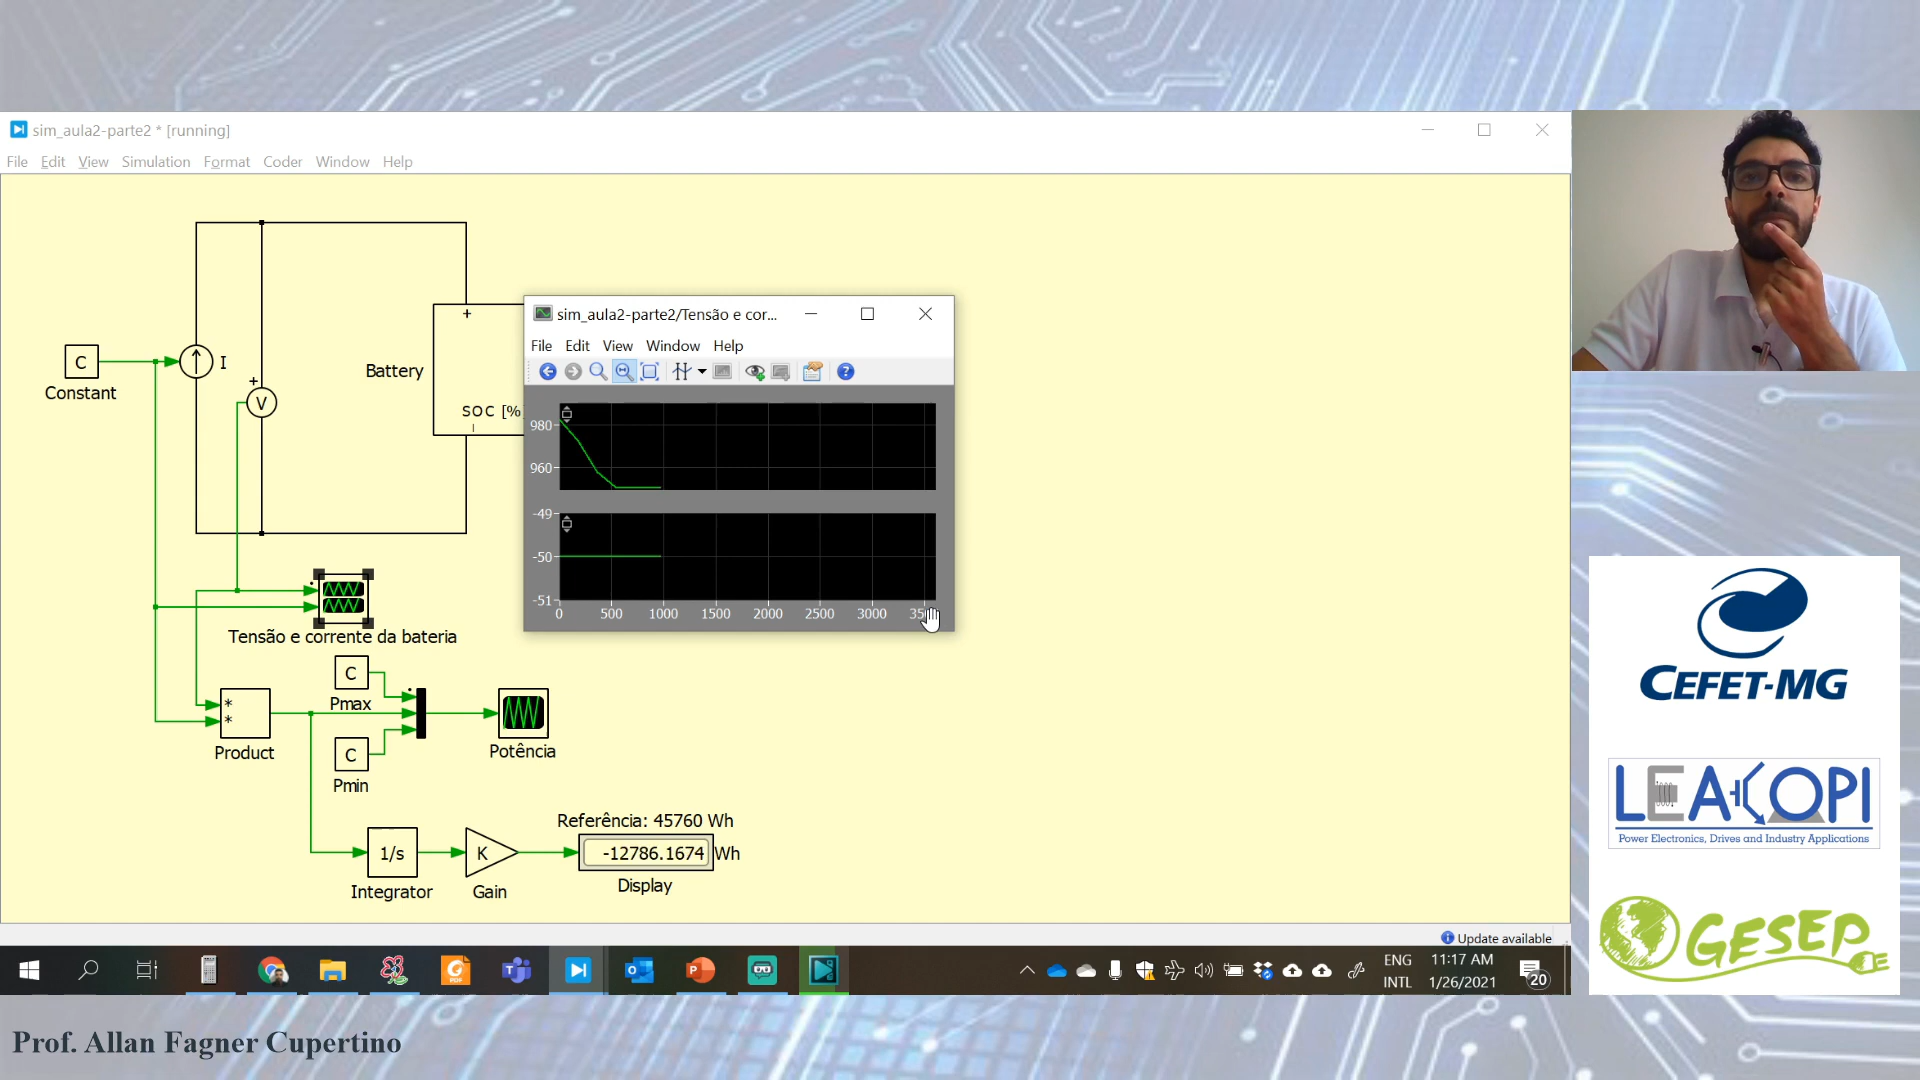 sim_aula2-parte2 * [running]
File Edit View Simulation Format Coder Window Help
C
Constant
I
+
V
+
Battery
SOC [%
sim_aula2-parte2/Tensão e cor...
File Edit View Window Help
980
960
-49
-50
-51
0 500 1000 1500 2000 2500 3000 35
Tensão e corrente da bateria
C
Pmax
*
*
Product
C
Pmin
Potência
1/s
Integrator
K
Gain
Referência: 45760 Wh
-12786.1674 Wh
Display
Update available
ENG
INTL
11:17 AM
1/26/2021
20
CEFET-MG
LEACOPI
Power Electronics, Drives and Industry Applications
GESEP
Prof. Allan Fagner Cupertino